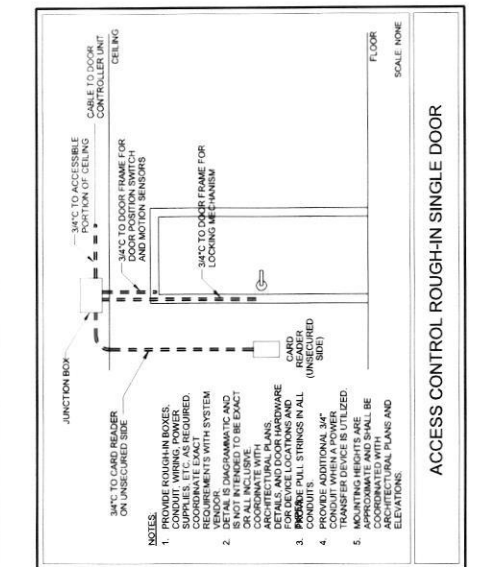 JUNCTION BOX
3/4"C TO ACCESSIBLE
PORTION OF CEILING
CABLE TO DOOR
CONTROLLER UNIT
CEILING
3/4"C TO CARD READER
ON UNSECURED SIDE
3/4"C TO DOOR FRAME FOR
DOOR POSITION SWITCH
AND MOTION SENSORS
3/4"C TO DOOR FRAME FOR
LOCKING MECHANISM
CARD
READER
(UNSECURED
SIDE)
FLOOR
NOTES:
1. PROVIDE ROUGH-IN BOXES,
CONDUIT, WIRING, POWER
SUPPLIES, ETC. AS REQUIRED.
COORDINATE EXACT
REQUIREMENTS WITH SYSTEM
VENDOR.
2. DETAIL IS DIAGRAMMATIC AND
IS NOT INTENDED TO BE EXACT
OR ALL INCLUSIVE.
COORDINATE WITH
ARCHITECTURAL PLANS,
DETAILS, AND DOOR HARDWARE
FOR DEVICE LOCATIONS AND
3. PROVIDE PULL STRINGS IN ALL
CONDUITS.
4. PROVIDE ADDITIONAL 3/4"
CONDUIT WHEN A POWER
TRANSFER DEVICE IS UTILIZED.
5. MOUNTING HEIGHTS ARE
APPROXIMATE AND SHALL BE
COORDINATED WITH
ARCHITECTURAL PLANS AND
ELEVATIONS.
SCALE: NONE
ACCESS CONTROL ROUGH-IN SINGLE DOOR